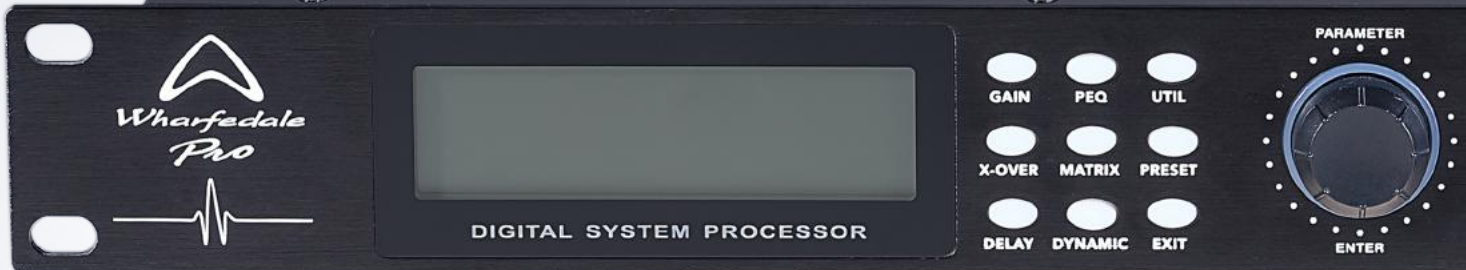 Wharfedale
Pro
DIGITAL SYSTEM PROCESSOR
GAIN PEQ UTIL
X-OVER MATRIX PRESET
DELAY DYNAMIC EXIT
PARAMETER
ENTER